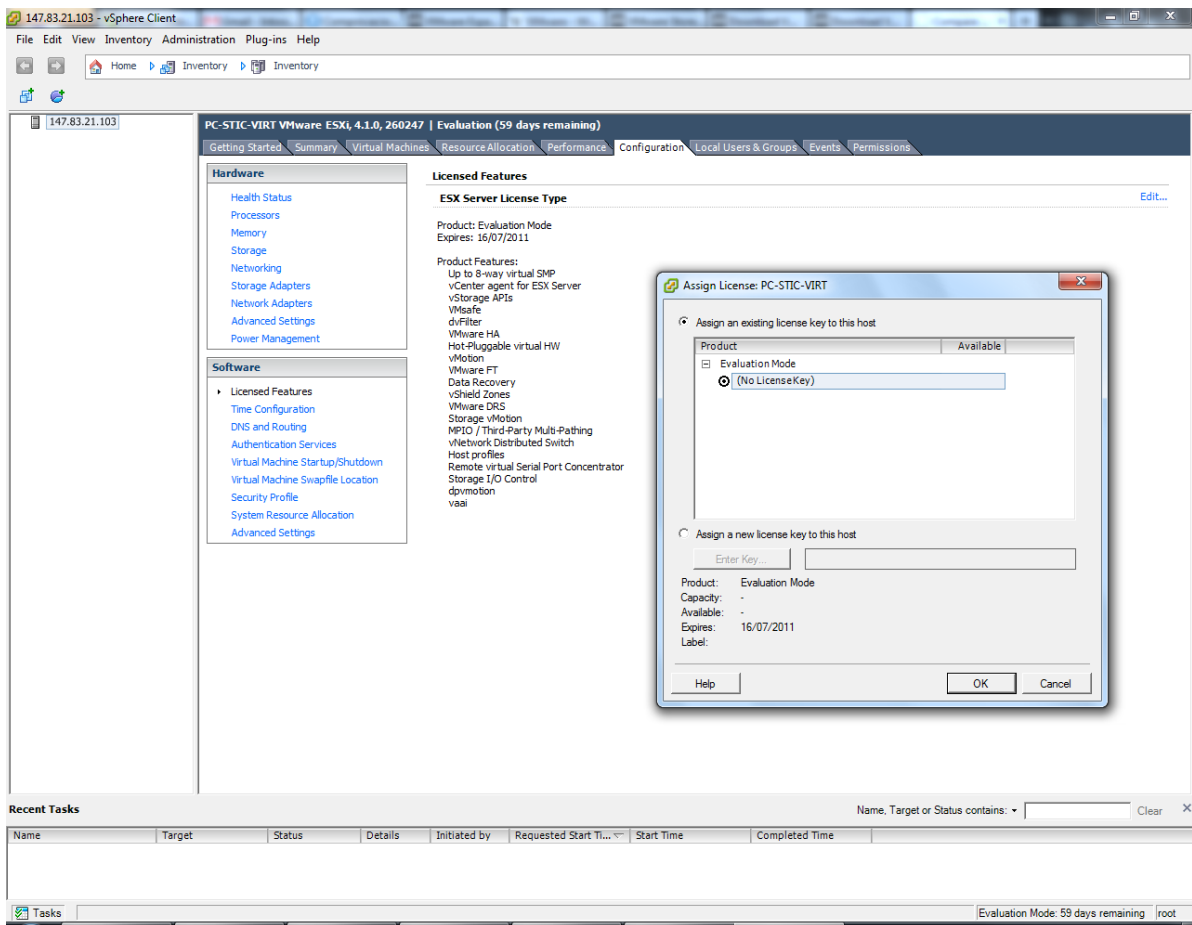 147.83.21.103 - vSphere Client
File Edit View Inventory Administration Plug-ins Help
Home Inventory Inventory
147.83.21.103
PC-STIC-VIRT VMware ESXi, 4.1.0, 260247 | Evaluation (59 days remaining)
Getting Started Summary Virtual Machines Resource Allocation Performance Configuration Local Users & Groups Events Permissions
Hardware
Health Status
Processors
Memory
Storage
Networking
Storage Adapters
Network Adapters
Advanced Settings
Power Management
Software
Licensed Features
Time Configuration
DNS and Routing
Authentication Services
Virtual Machine Startup/Shutdown
Virtual Machine Swapfile Location
Security Profile
System Resource Allocation
Advanced Settings
Licensed Features
ESX Server License Type Edit...
Product: Evaluation Mode
Expires: 16/07/2011
Product Features:
Up to 8-way virtual SMP
vCenter agent for ESX Server
vStorage APIs
VMsafe
dvFilter
VMware HA
Hot-Pluggable virtual HW
vMotion
VMware FT
Data Recovery
vShield Zones
VMware DRS
Storage vMotion
MPIO / Third-Party Multi-Pathing
vNetwork Distributed Switch
Host profiles
Remote virtual Serial Port Concentrator
Storage I/O Control
dpvmotion
vaai
Assign License: PC-STIC-VIRT
Assign an existing license key to this host
Product Available
Evaluation Mode
(No License Key)
Assign a new license key to this host
Enter Key...
Product: Evaluation Mode
Capacity: -
Available: -
Expires: 16/07/2011
Label:
Help OK Cancel
Recent Tasks Name, Target or Status contains: Clear
Name Target Status Details Initiated by Requested Start Ti... Start Time Completed Time
Tasks Evaluation Mode: 59 days remaining root